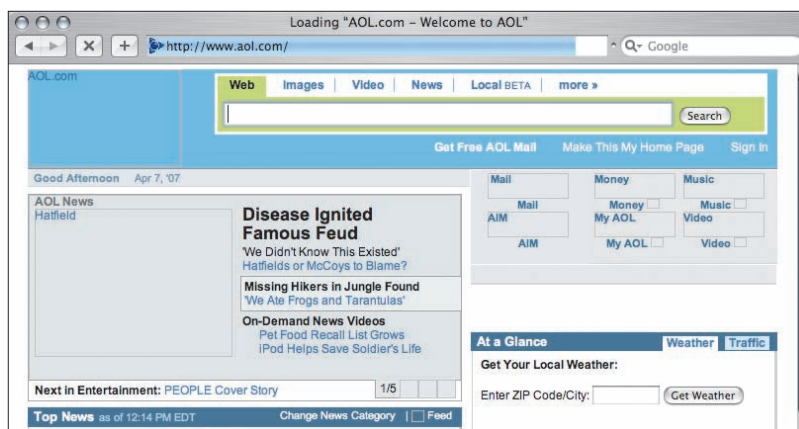 Loading "AOL.com – Welcome to AOL"
http://www.aol.com/
Google
AOL.com
Web Images Video News Local BETA more »
Search
Get Free AOL Mail Make This My Home Page Sign In
Good Afternoon Apr 7, '07
AOL News
Hatfield
Disease Ignited
Famous Feud
'We Didn't Know This Existed'
Hatfields or McCoys to Blame?
Missing Hikers in Jungle Found
'We Ate Frogs and Tarantulas'
On-Demand News Videos
Pet Food Recall List Grows
iPod Helps Save Soldier's Life
Next in Entertainment: PEOPLE Cover Story 1/5
Top News as of 12:14 PM EDT Change News Category | Feed
Mail Money Music
Mail Money Music
AIM My AOL Video
AIM My AOL Video
At a Glance Weather Traffic
Get Your Local Weather:
Enter ZIP Code/City: Get Weather